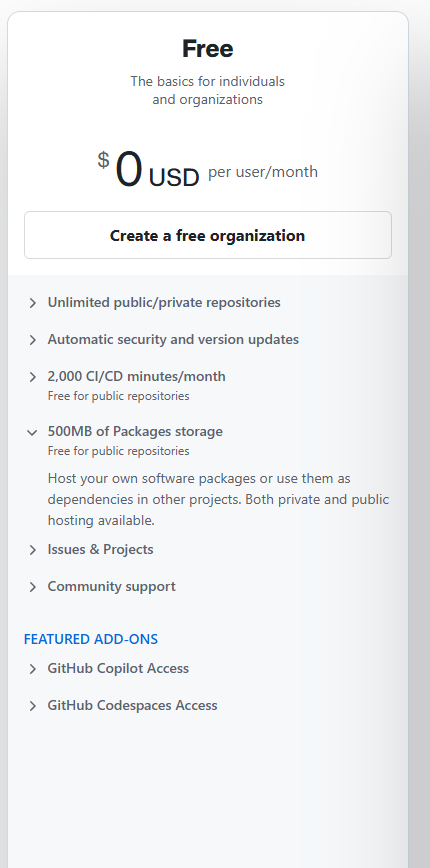 Free
The basics for individuals
and organizations
$ 0 USD per user/month
Create a free organization
Unlimited public/private repositories
Automatic security and version updates
2,000 CI/CD minutes/month
Free for public repositories
500MB of Packages storage
Free for public repositories
Host your own software packages or use them as
dependencies in other projects. Both private and public
hosting available.
Issues & Projects
Community support
FEATURED ADD-ONS
GitHub Copilot Access
GitHub Codespaces Access